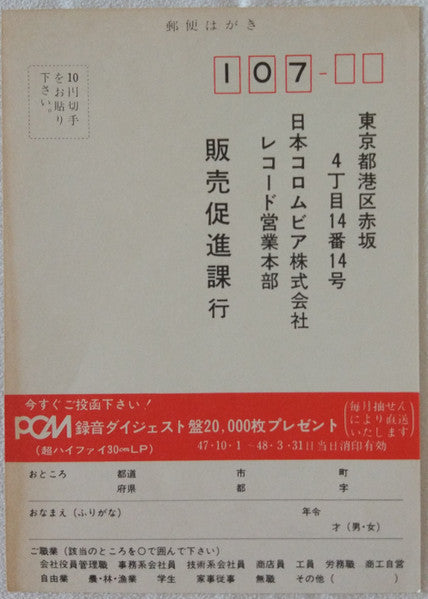 郵便はがき
10円切手
をお貼り
下さい。
107-
東京都港区赤坂
4丁目14番14号
日本コロムビア株式会社
レコード営業本部
販売促進課行
今すぐご投函下さい!
PCM録音ダイジェスト盤20,000枚プレゼント
(超ハイファイ30cmLP)
47・10・1〜48・3・31日当日消印有効
(毎月抽せん
により直送
いたします)
おところ 都道 市 町
府県 都 字
おなまえ(ふりがな) 年令
才(男・女)
ご職業(該当のところを○で囲んで下さい)
会社役員管理職 事務系会社員 技術系会社員 商店員 工員 労務職 商工自営
自由業 農・林・漁業 学生 家事従事 無職 その他( )